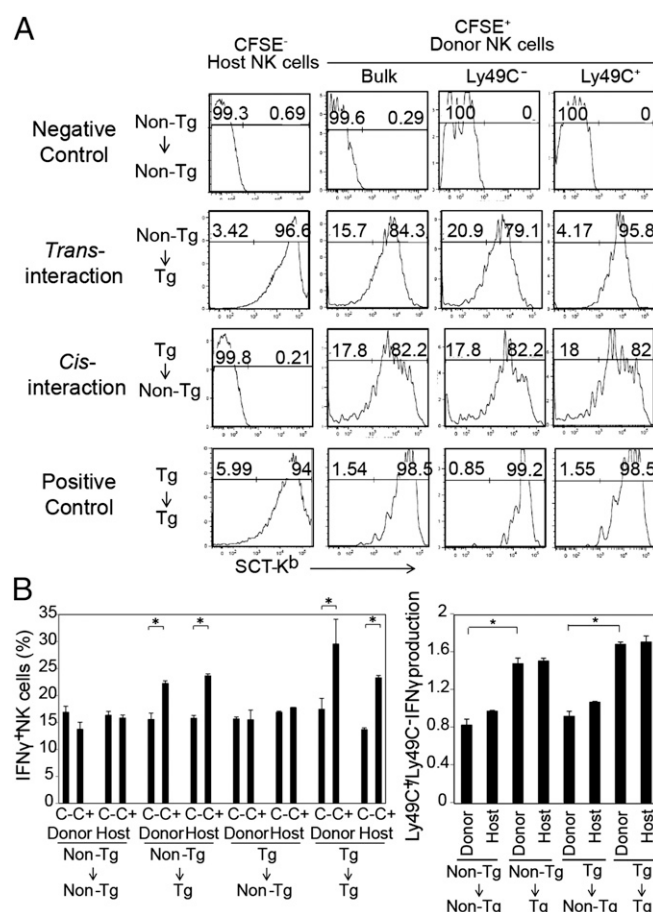 A
CFSE-
Host NK cells
CFSE+
Donor NK cells
Bulk Ly49C- Ly49C+
Negative
Control
Non-Tg
↓
Non-Tg
99.3 0.69 99.6 0.29 100 0 100 0
Trans-
interaction
Non-Tg
↓
Tg
3.42 96.6 15.7 84.3 20.9 79.1 4.17 95.8
Cis-
interaction
Tg
↓
Non-Tg
99.8 0.21 17.8 82.2 17.8 82.2 18 82
Positive
Control
Tg
↓
Tg
5.99 94 1.54 98.5 0.85 99.2 1.55 98.5
SCT-Kb
B
IFNγ+NK cells (%)
35
30
25
20
15
10
5
0
* * * *
C-C+ C-C+ C-C+ C-C+ C-C+ C-C+ C-C+ C-C+
Donor Host Donor Host Donor Host Donor Host
Non-Tg Non-Tg Tg Tg
↓ ↓ ↓ ↓
Non-Tg Tg Non-Tg Tg
Ly49C+/Ly49C-IFNγproduction
2
1.6
1.2
0.8
0.4
0
* *
Donor Host Donor Host Donor Host Donor Host
Non-Tg Non-Tg Tg Tg
↓ ↓ ↓ ↓
Non-Tg Tg Non-Tg Tg